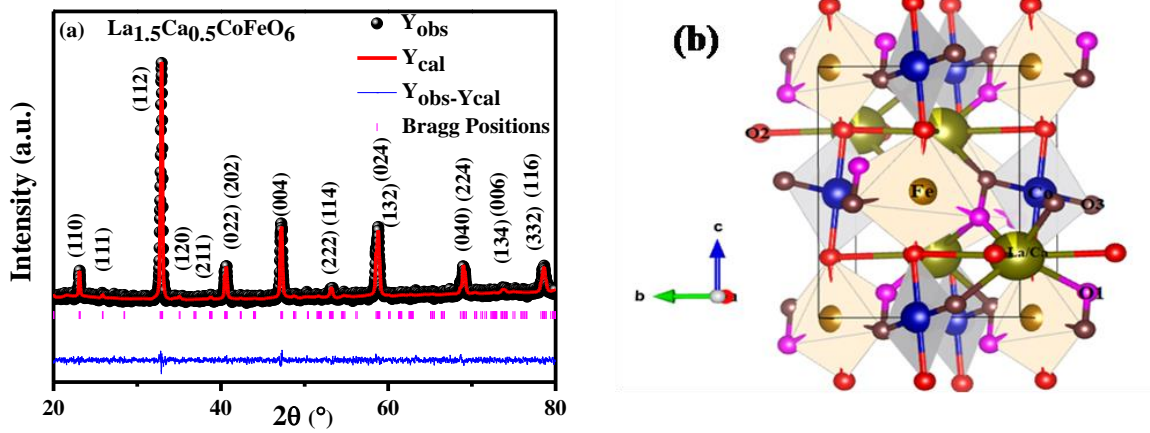 (a) La1.5Ca0.5CoFeO6
Yobs
Ycal
Yobs-Ycal
Bragg Positions
Intensity (a.u.)
(110)
(111)
(112)
(120)
(211)
(022) (202)
(004)
(222) (114)
(024)
(132)
(040) (224)
(134) (006)
(332) (116)
20 40 60 80
2θ (°)
(b)
O2
Fe
Co
O3
La/Ca
O1
c
b